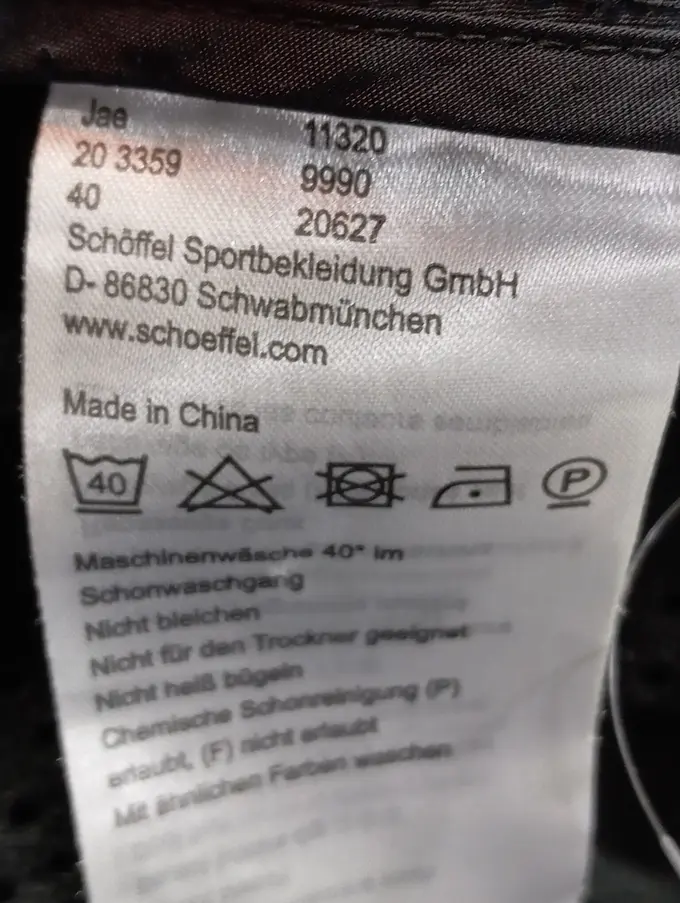 Jae 11320
20 3359 9990
40 20627
Schöffel Sportbekleidung GmbH
D- 86830 Schwabmünchen
www.schoeffel.com
Made in China
40 P
Maschinenwäsche 40° im
Schonwaschgang
Nicht bleichen
Nicht für den Trockner geeignet
Nicht heiß bügeln
Chemische Schonreinigung (P)
erlaubt, (F) nicht erlaubt
Mit ähnlichen Farben waschen